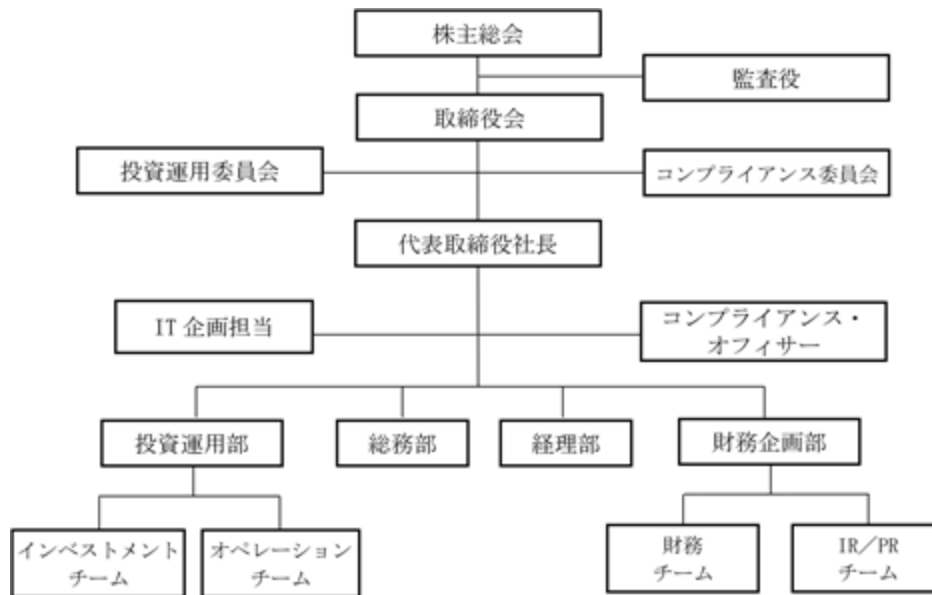 株主総会
監査役
取締役会
投資運用委員会
コンプライアンス委員会
代表取締役社長
IT 企画担当
コンプライアンス・
オフィサー
投資運用部
総務部
経理部
財務企画部
インベストメント
チーム
オペレーション
チーム
財務
チーム
IR／PR
チーム